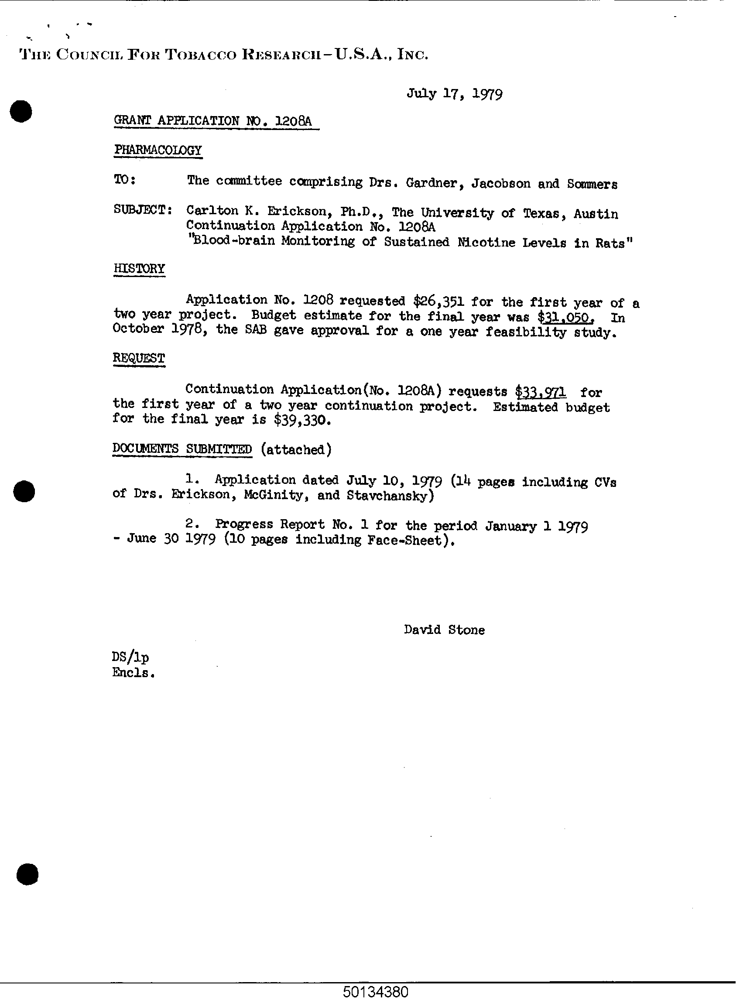 THE COUNCIL FOR TOBACCO RESEARCH-U.S.A., INC.
July 17, 1979
GRANT APPLICATION NO. 1208A
PHARMACOLOGY
TO: The committee comprising Drs. Gardner, Jacobson and Sommers
SUBJECT: Carlton K. Erickson, Ph.D., The University of Texas, Austin
Continuation Application No. 1208A
"Blood-brain Monitoring of Sustained Nicotine Levels in Rats"
HISTORY
Application No. 1208 requested $26,351 for the first year of a
two year project. Budget estimate for the final year was $31,050. In
October 1978, the SAB gave approval for a one year feasibility study.
REQUEST
Continuation Application(No. 1208A) requests $33,971 for
the first year of a two year continuation project. Estimated budget
for the final year is $39,330.
DOCUMENTS SUBMITTED (attached)
1. Application dated July 10, 1979 (14 pages including CVs
of Drs. Erickson, McGinity, and Stavchansky)
2. Progress Report No. 1 for the period January 1 1979
- June 30 1979 (10 pages including Face-Sheet).
David Stone
DS/lp
Encls.
50134380